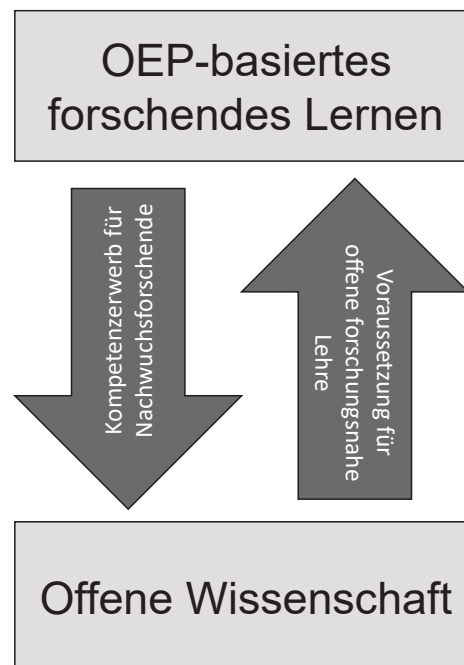 OEP-basiertes
forschendes Lernen
Kompetenzerwerb für
Nachwuchsforschende
Voraussetzung für
offene forschungsnahe
Lehre
Offene Wissenschaft